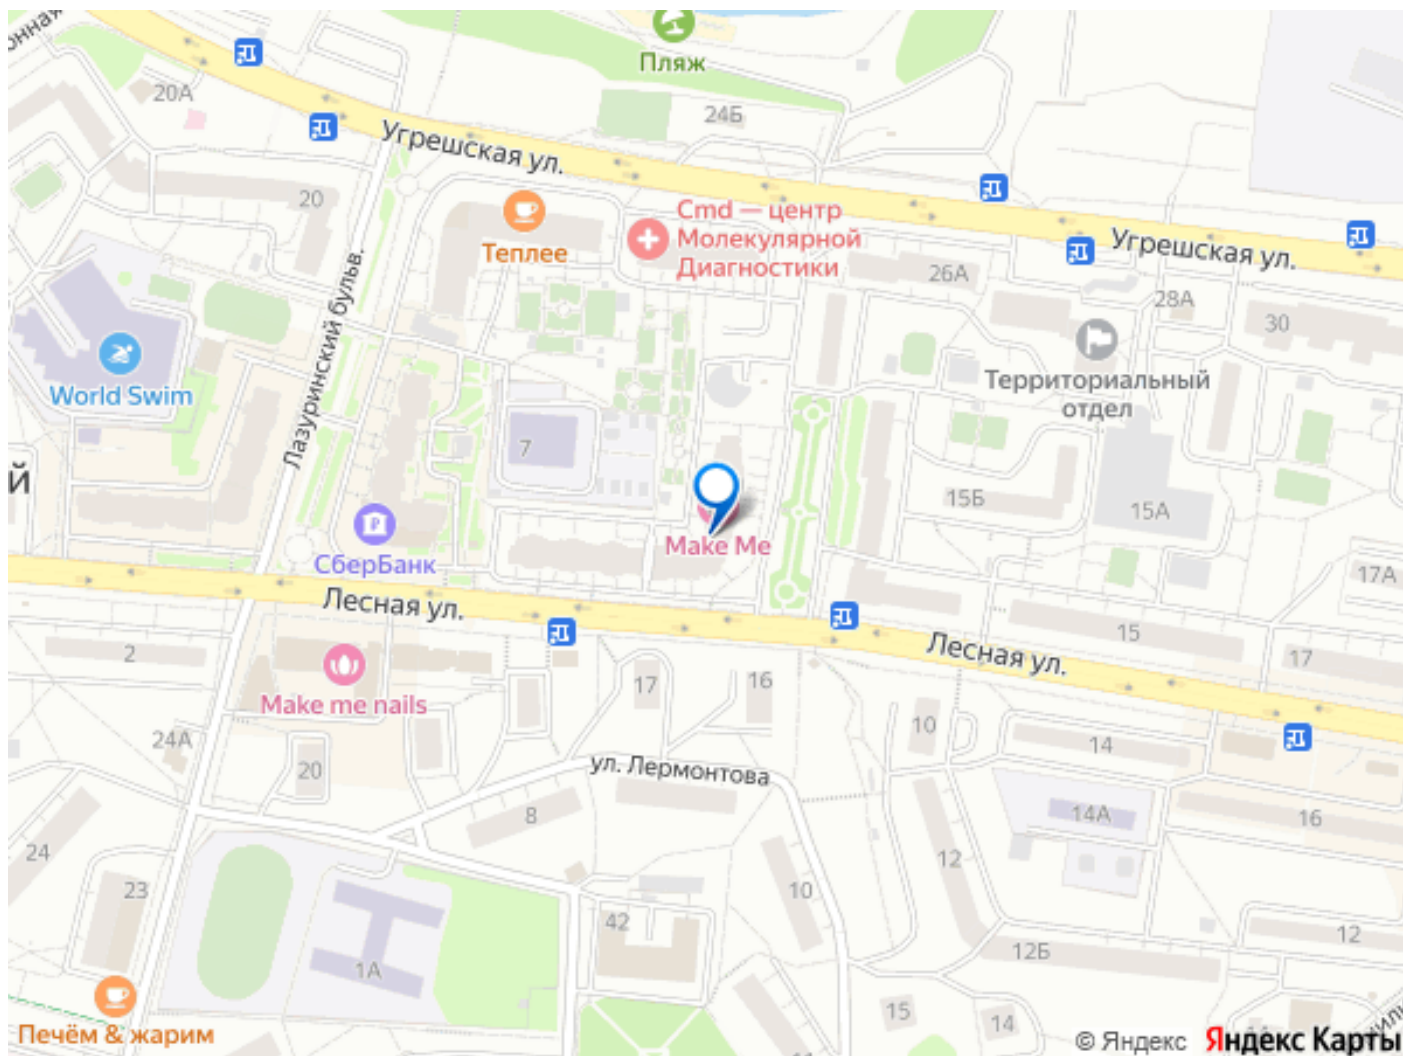 Пляж
20А
24Б
Угрешская ул.
20
Теплее
Cmd — центр
Молекулярной
Диагностики
Угрешская ул.
26А
28А
30
Лазуринский бульв.
World Swim
Территориальный
отдел
7
Й
15Б
15А
СберБанк
Make Me
17А
Лесная ул.
2
15
17
Лесная ул.
Make me nails
17
16
10
14
24А
20
ул. Лермонтова
8
14А
16
24
23
12
10
42
12
12Б
1А
15
14
Печём & жарим
© Яндекс Яндекс Карты